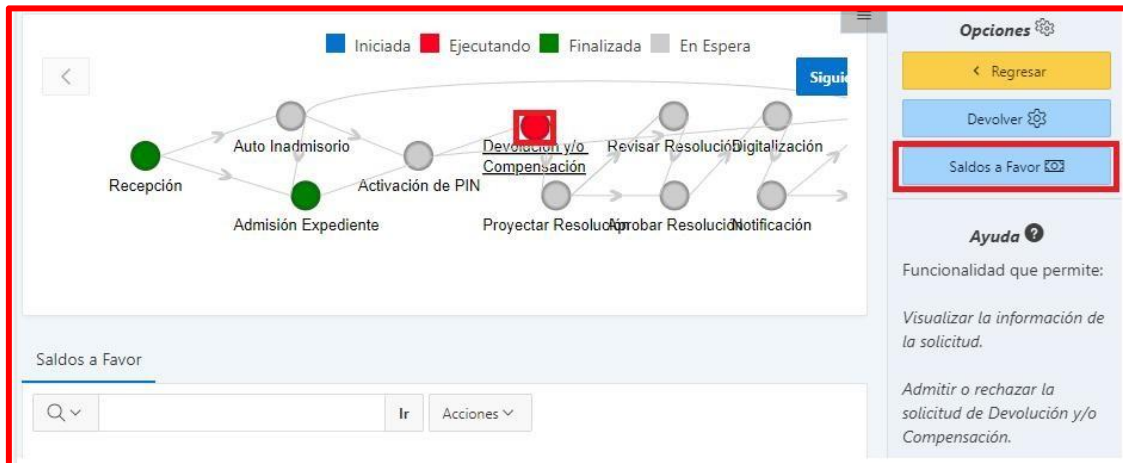 Iniciada Ejecutando Finalizada En Espera
Auto Inadmisorio
Devolución y/o
Compensación
Revisar Resolución
Digitalización
Recepción
Activación de PIN
Admisión Expediente
Proyectar Resolución
Aprobar Resolución
Notificación
Saldos a Favor
Ir
Acciones
Opciones
Regresar
Devolver
Saldos a Favor
Ayuda
Funcionalidad que permite:
Visualizar la información de
la solicitud.
Admitir o rechazar la
solicitud de Devolución y/o
Compensación.